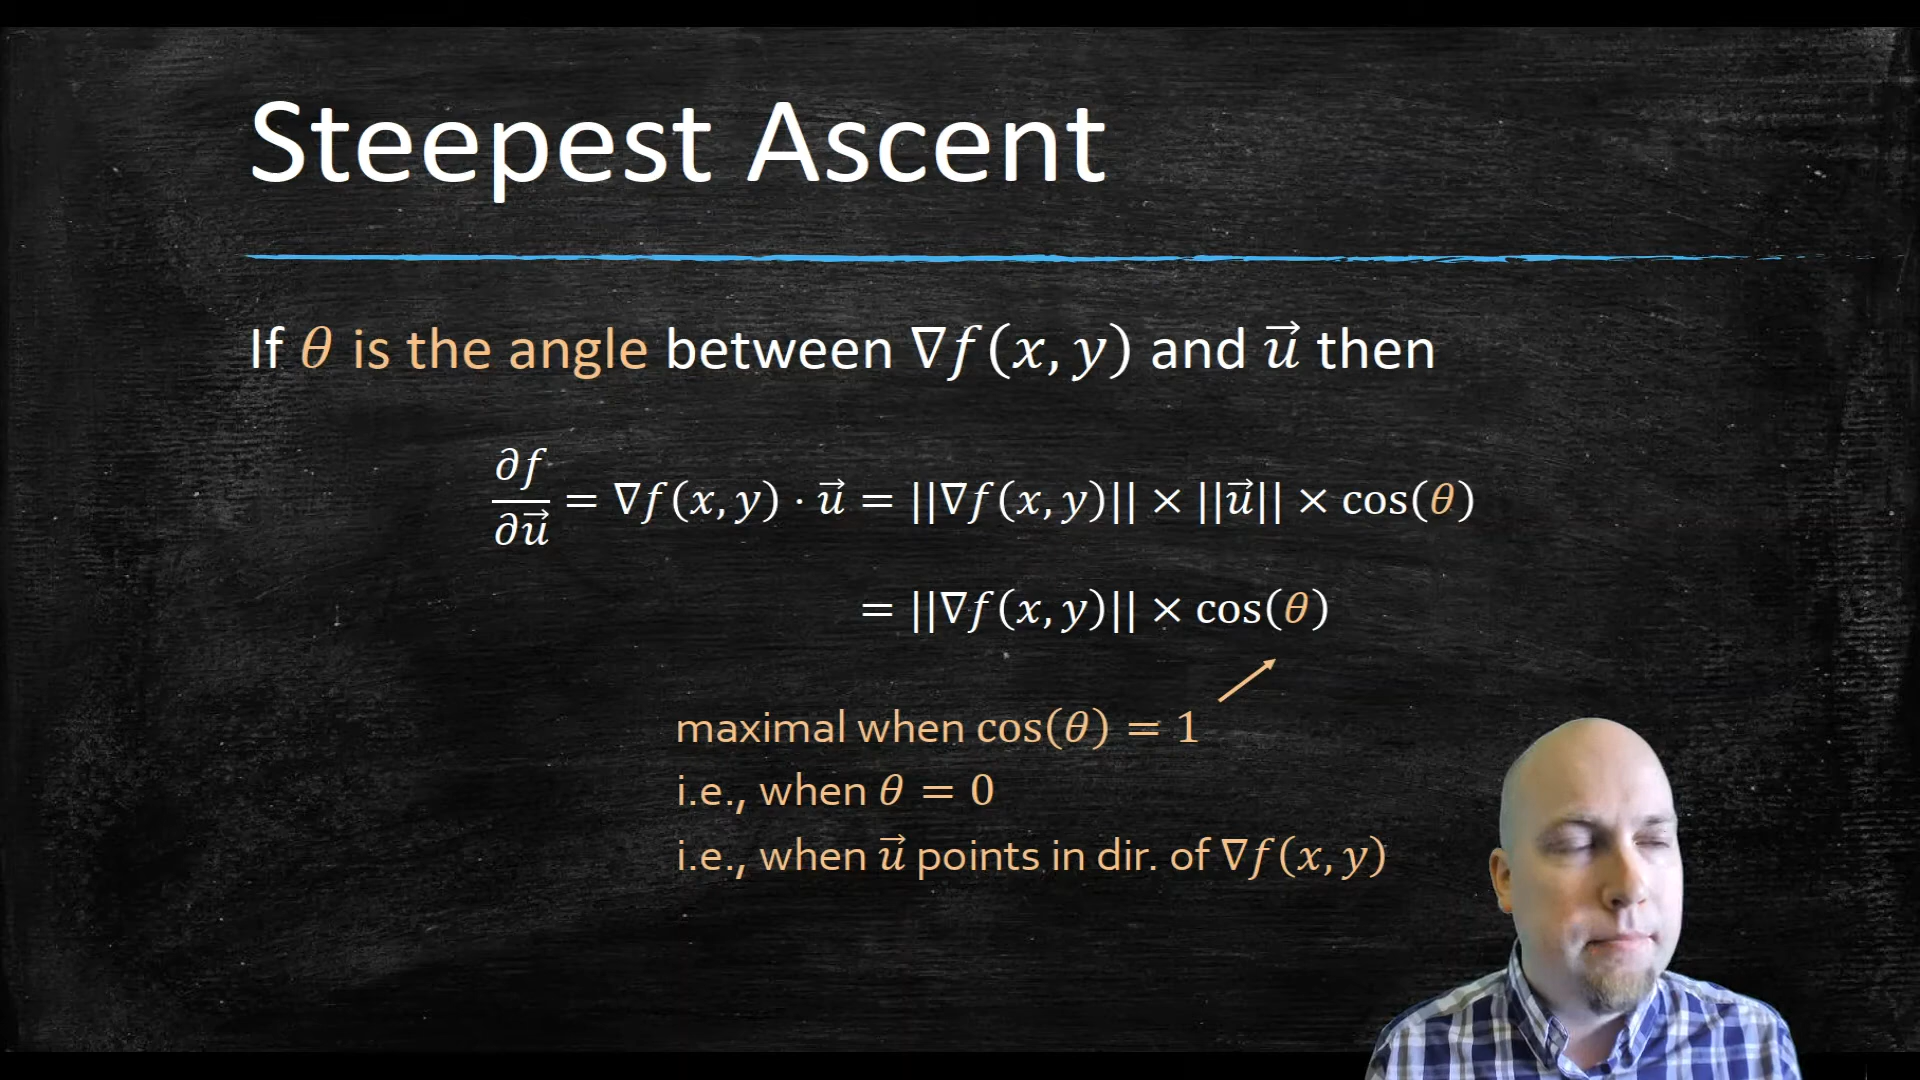 Steepest Ascent
If θ is the angle between ∇f(x, y) and u⃗ then
∂f/∂u⃗ = ∇f(x, y) · u⃗ = ||∇f(x, y)|| × ||u⃗|| × cos(θ)
= ||∇f(x, y)|| × cos(θ)
maximal when cos(θ) = 1
i.e., when θ = 0
i.e., when u⃗ points in dir. of ∇f(x, y)